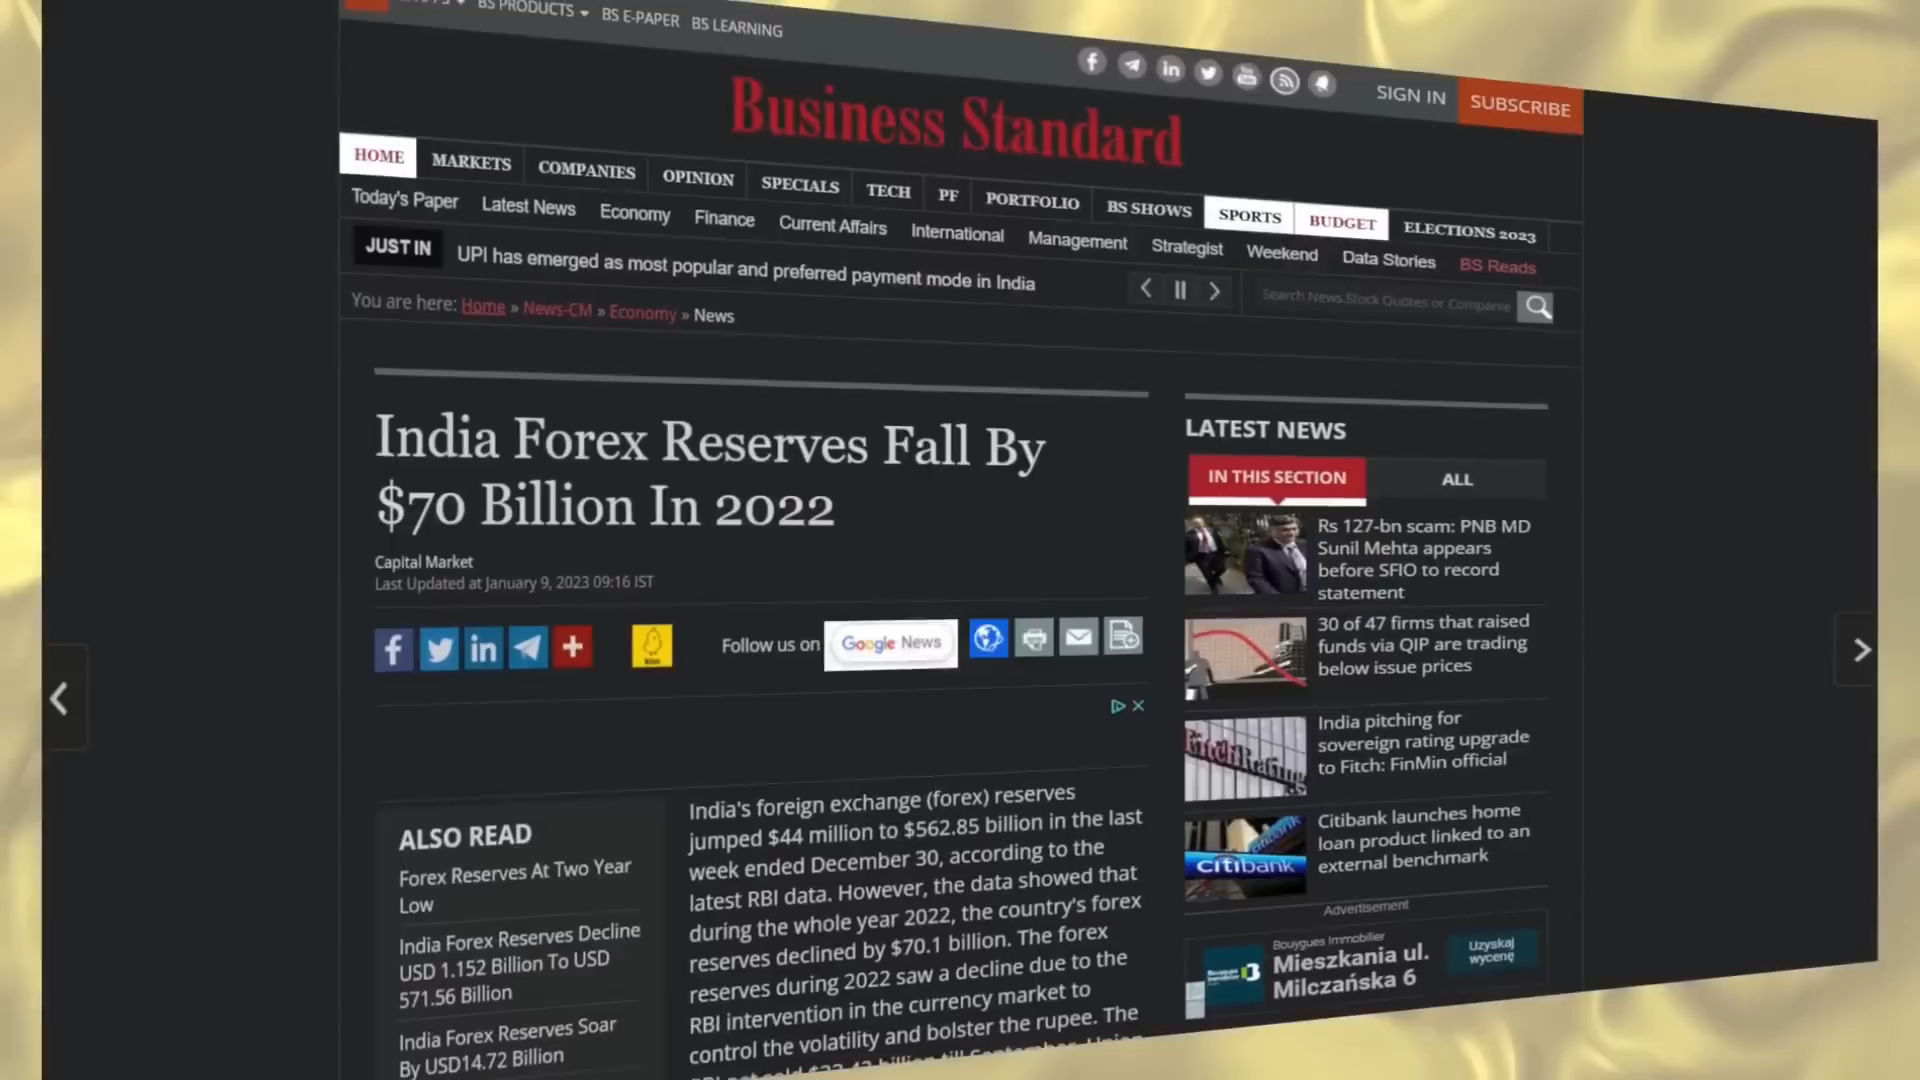 BS PRODUCTS
BS E-PAPER
BS LEARNING
SIGN IN
SUBSCRIBE
Business Standard
HOME
MARKETS
COMPANIES
OPINION
SPECIALS
TECH
PF
PORTFOLIO
BS SHOWS
SPORTS
BUDGET
ELECTIONS 2023
Today's Paper
Latest News
Economy
Finance
Current Affairs
International
Management
Strategist
Weekend
Data Stories
BS Reads
JUST IN
UPI has emerged as most popular and preferred payment mode in India
Search News,Stock Quotes or Companie
You are here: Home » News-CM » Economy » News
India Forex Reserves Fall By
$70 Billion In 2022
Capital Market
Last Updated at January 9, 2023 09:16 IST
Follow us on
Google News
ALSO READ
Forex Reserves At Two Year
Low
India Forex Reserves Decline
USD 1.152 Billion To USD
571.56 Billion
India Forex Reserves Soar
By USD14.72 Billion
India's foreign exchange (forex) reserves
jumped $44 million to $562.85 billion in the last
week ended December 30, according to the
latest RBI data. However, the data showed that
during the whole year 2022, the country's forex
reserves declined by $70.1 billion. The forex
reserves during 2022 saw a decline due to the
RBI intervention in the currency market to
control the volatility and bolster the rupee. The
LATEST NEWS
IN THIS SECTION
ALL
Rs 127-bn scam: PNB MD
Sunil Mehta appears
before SFIO to record
statement
30 of 47 firms that raised
funds via QIP are trading
below issue prices
FitchRating
India pitching for
sovereign rating upgrade
to Fitch: FinMin official
citibank
citibank
Citibank launches home
loan product linked to an
external benchmark
Advertisement
Bouygues Immobilier
Mieszkania ul.
Milczańska 6
Uzyskaj
wycenę